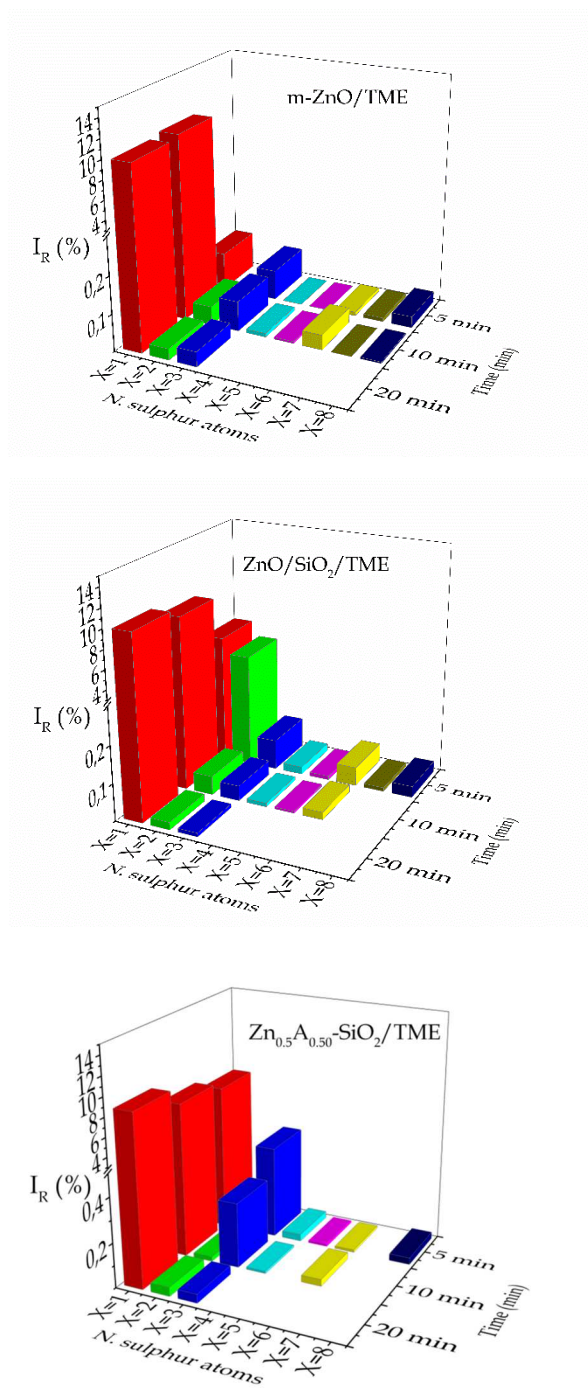 m-ZnO/TME
14
12
10
8
6
4
I_R (%)
0,2
0,1
X=1
X=2
X=3
X=4
X=5
X=6
X=7
X=8
N. sulphur atoms
5 min
10 min
20 min
Time (min)
ZnO/SiO₂/TME
14
12
10
8
6
4
I_R (%)
0,2
0,1
X=1
X=2
X=3
X=4
X=5
X=6
X=7
X=8
N. sulphur atoms
5 min
10 min
20 min
Time (min)
Zn₀.₅A₀.₅₀-SiO₂/TME
14
12
10
8
6
4
I_R (%)
0,4
0,2
X=1
X=2
X=3
X=4
X=5
X=6
X=7
X=8
N. sulphur atoms
5 min
10 min
20 min
Time (min)